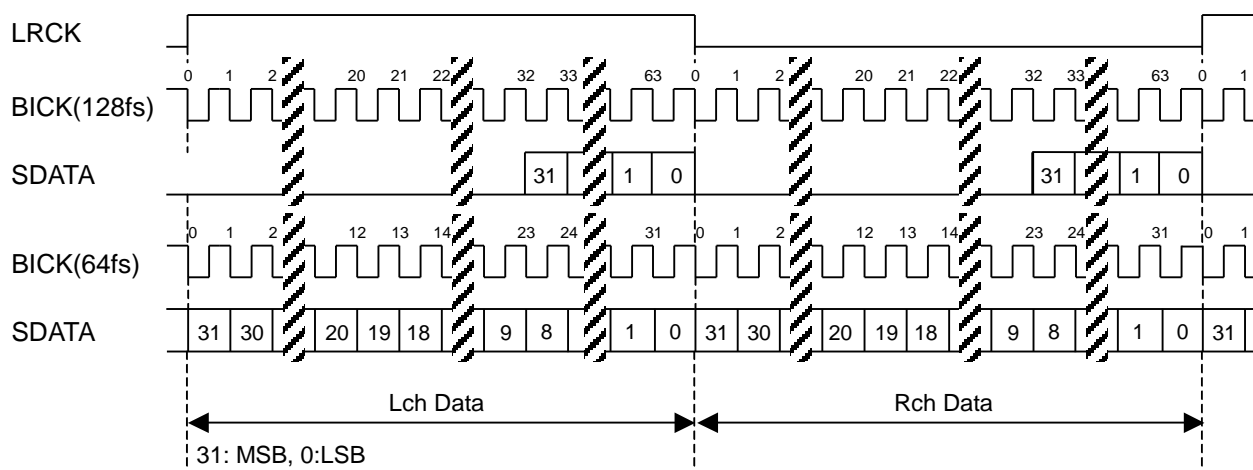 LRCK
0 1 2 20 21 22 32 33 63 0 1 2 20 21 22 32 33 63 0 1
BICK(128fs)
SDATA 31 1 0 31 1 0
0 1 2 12 13 14 23 24 31 0 1 2 12 13 14 23 24 31 0 1
BICK(64fs)
SDATA 31 30 20 19 18 9 8 1 0 31 30 20 19 18 9 8 1 0 31
Lch Data Rch Data
31: MSB, 0:LSB